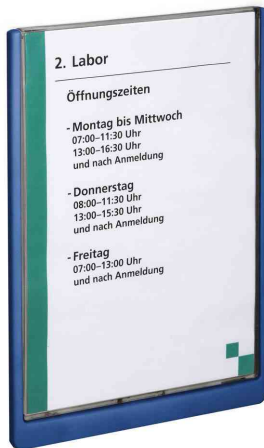 2. Labor
Öffnungszeiten
- Montag bis Mittwoch
07:00–11:30 Uhr
13:00–16:30 Uhr
und nach Anmeldung
- Donnerstag
08:00–11:30 Uhr
13:00–15:30 Uhr
und nach Anmeldung
- Freitag
07:00–13:00 Uhr
und nach Anmeldung